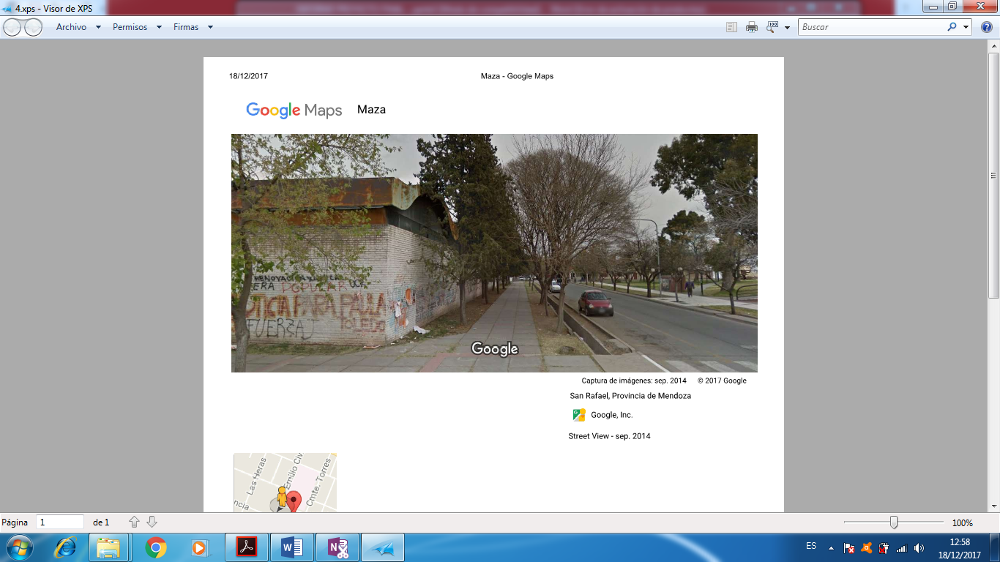 4.xps - Visor de XPS
Archivo Permisos Firmas
100
Buscar
18/12/2017 Maza - Google Maps
Google Maps Maza
RENOVACION
POPULAR UCR
PARA PAULA
TOLEDO
FUERZA
Google
Captura de imágenes: sep. 2014 © 2017 Google
San Rafael, Provincia de Mendoza
Google, Inc.
Street View - sep. 2014
Las Heras
Emilio Civ
Cmte. Torres
ncia
Página 1 de 1
100%
ES
12:58
18/12/2017